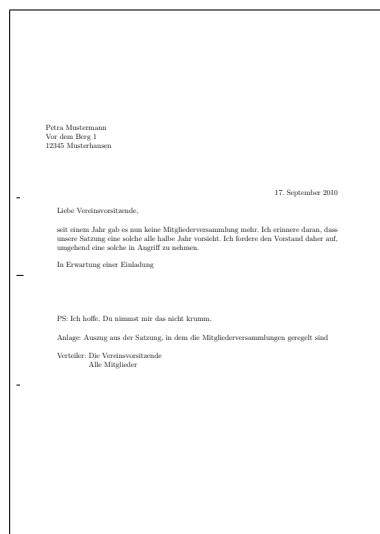 Petra Mustermann
Vor dem Berg 1
12345 Musterhausen
17. September 2010
Liebe Vereinsvorsitzende,
seit einem Jahr gab es nun keine Mitgliederversammlung mehr. Ich erinnere daran, dass
unsere Satzung eine solche alle halbe Jahr vorsieht. Ich fordere den Vorstand daher auf,
umgehend eine solche in Angriff zu nehmen.
In Erwartung einer Einladung
PS: Ich hoffe, Du nimmst mir das nicht krumm.
Anlage: Auszug aus der Satzung, in dem die Mitgliederversammlungen geregelt sind
Verteiler: Die Vereinsvorsitzende
Alle Mitglieder